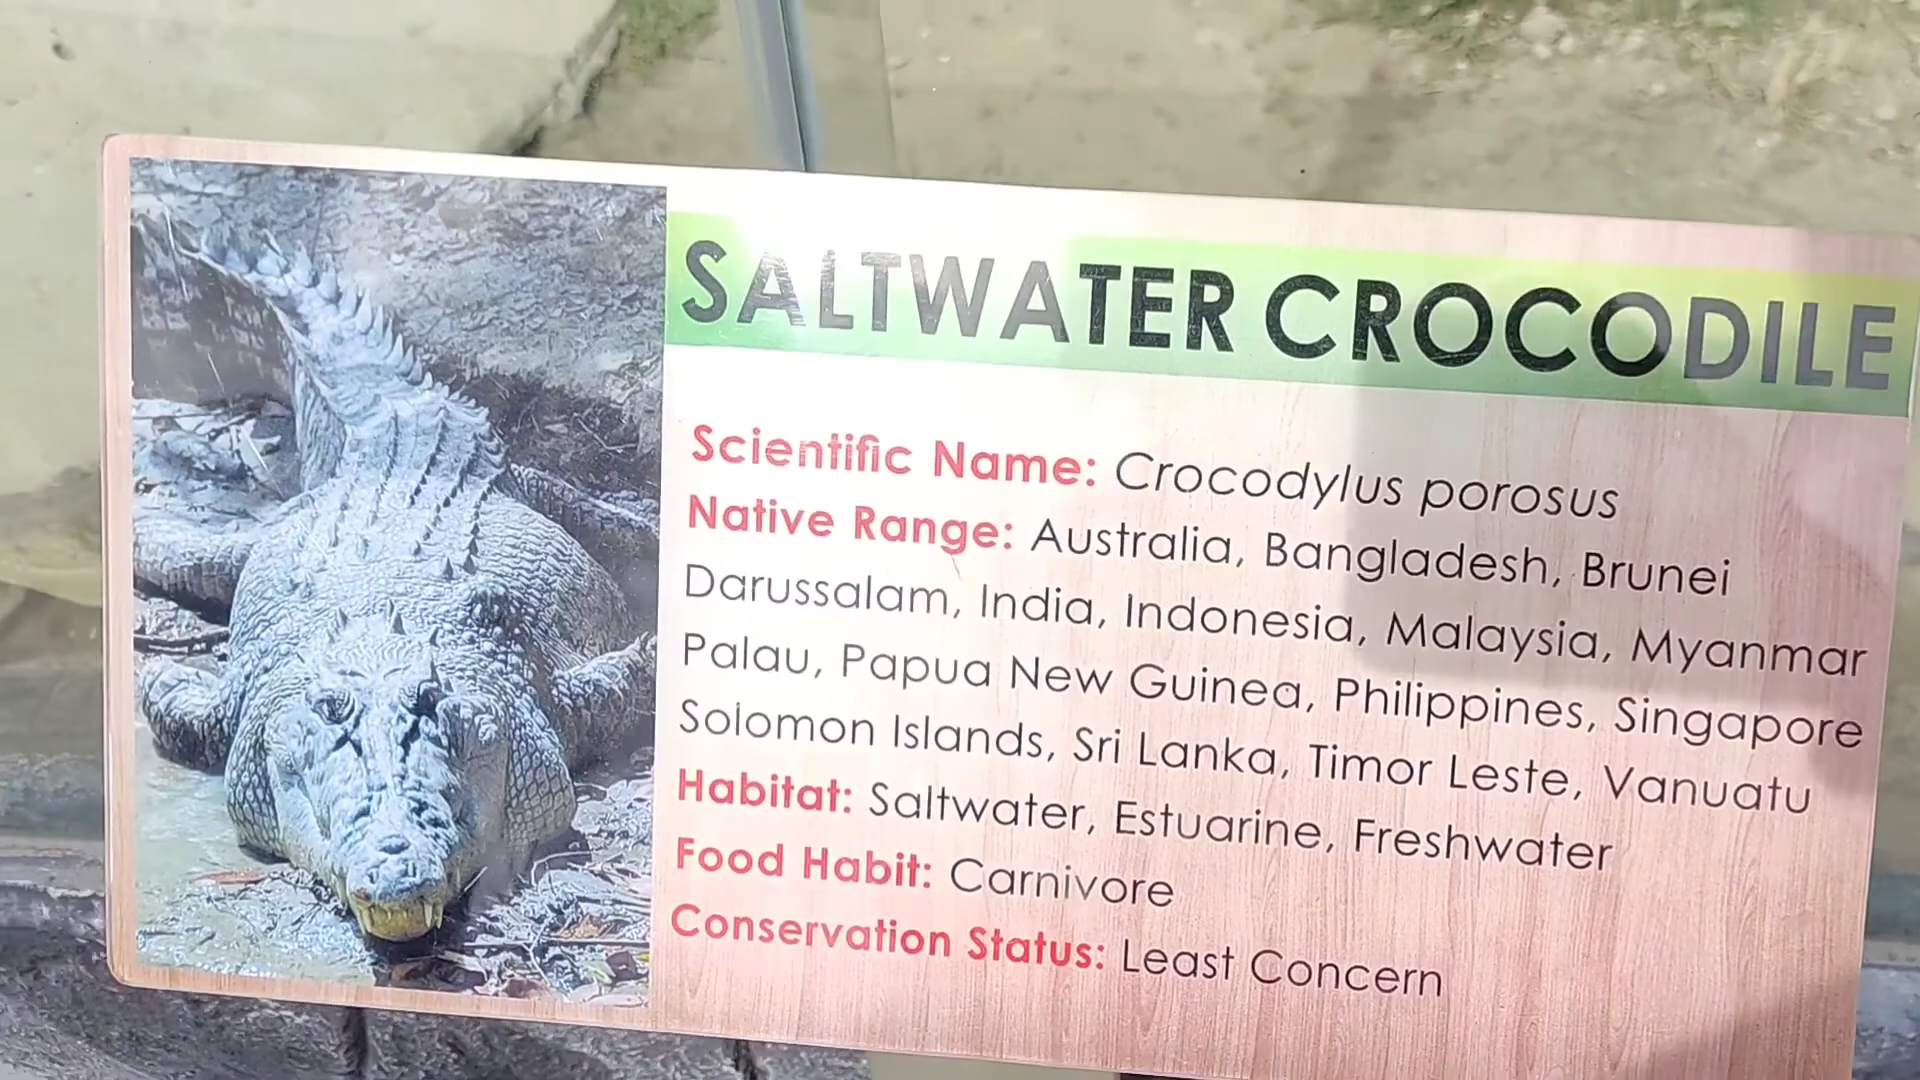 SALTWATER CROCODILE
Scientific Name: Crocodylus porosus
Native Range: Australia, Bangladesh, Brunei
Darussalam, India, Indonesia, Malaysia, Myanmar
Palau, Papua New Guinea, Philippines, Singapore
Solomon Islands, Sri Lanka, Timor Leste, Vanuatu
Habitat: Saltwater, Estuarine, Freshwater
Food Habit: Carnivore
Conservation Status: Least Concern